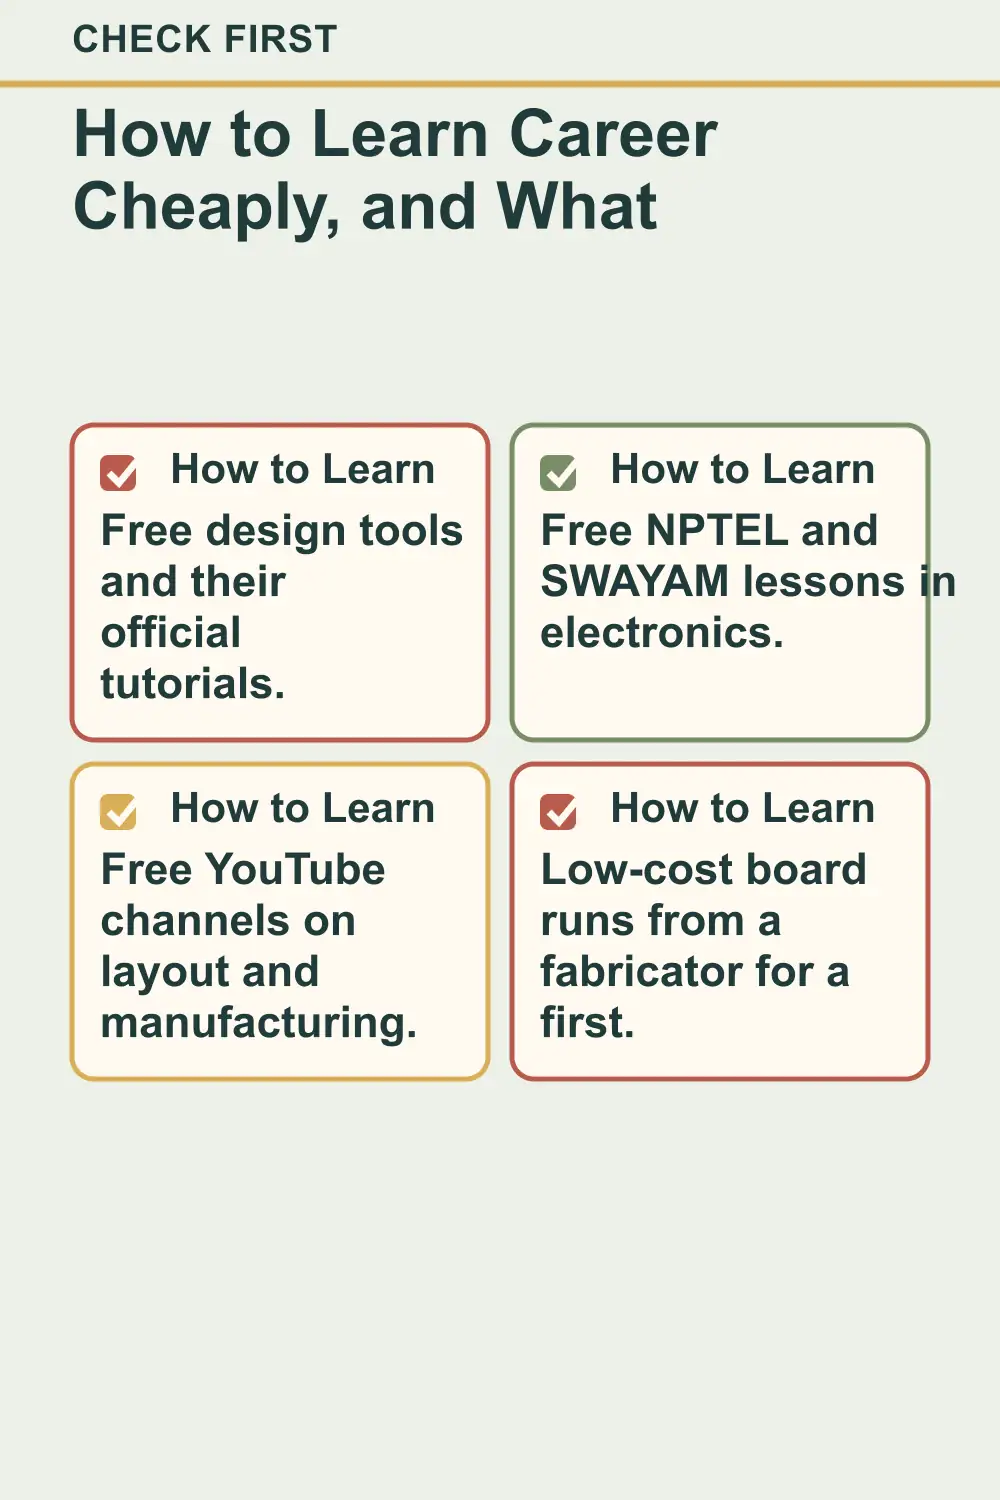 CHECK FIRST
How to Learn Career
Cheaply, and What
How to Learn
Free design tools
and their
official
tutorials.
How to Learn
Free NPTEL and
SWAYAM lessons in
electronics.
How to Learn
Free YouTube
channels on
layout and
manufacturing.
How to Learn
Low-cost board
runs from a
fabricator for a
first.